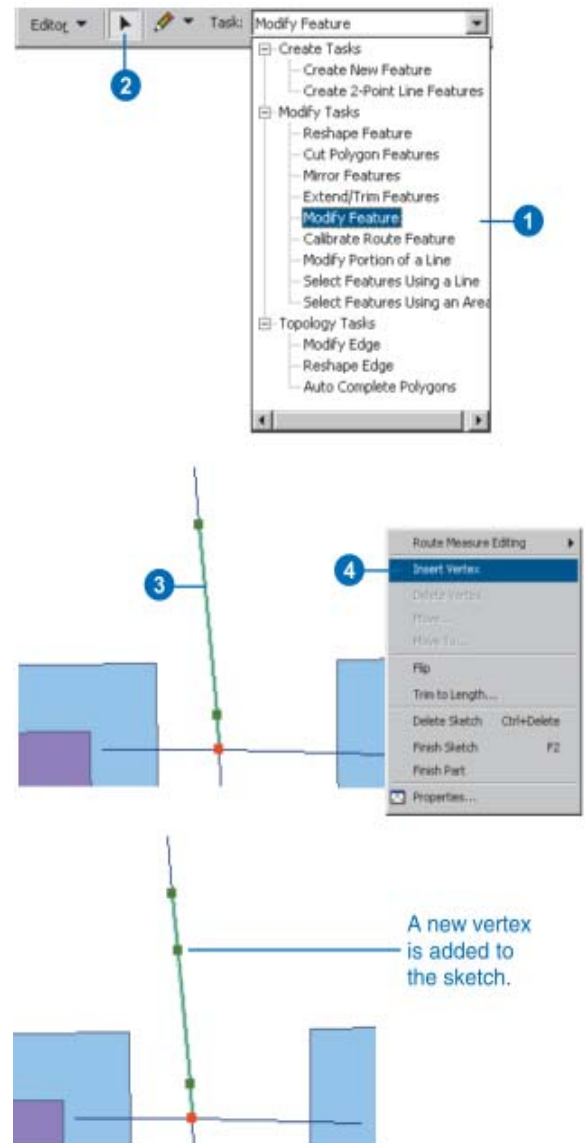 Editor Task: Modify Feature
2
Create Tasks
Create New Feature
Create 2-Point Line Features
Modify Tasks
Reshape Feature
Cut Polygon Features
Mirror Features
Extend/Trim Features
Modify Feature
1
Calibrate Route Feature
Modify Portion of a Line
Select Features Using a Line
Select Features Using an Area
Topology Tasks
Modify Edge
Reshape Edge
Auto Complete Polygons
3
Route Measure Editing
4
Insert Vertex
Delete Vertex
Move...
Move To...
Flip
Trim to Length...
Delete Sketch Ctrl+Delete
Finish Sketch F2
Finish Part
Properties...
A new vertex
is added to
the sketch.